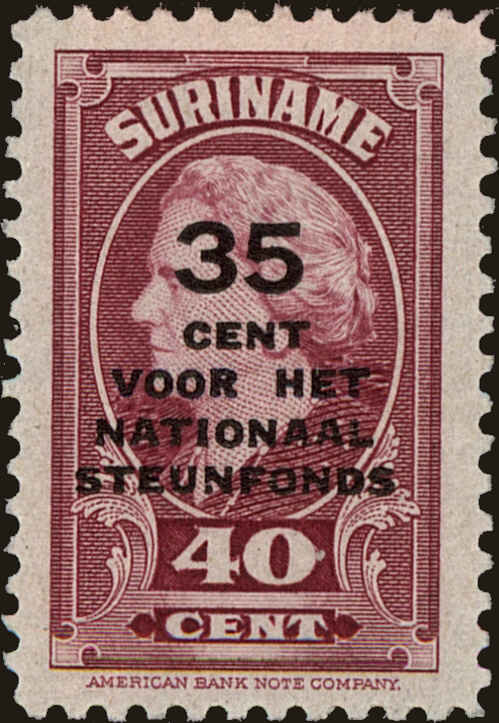 SURINAME
35
CENT
VOOR HET
NATIONAAL
STEUNFONDS
40
CENT
AMERICAN BANK NOTE COMPANY.